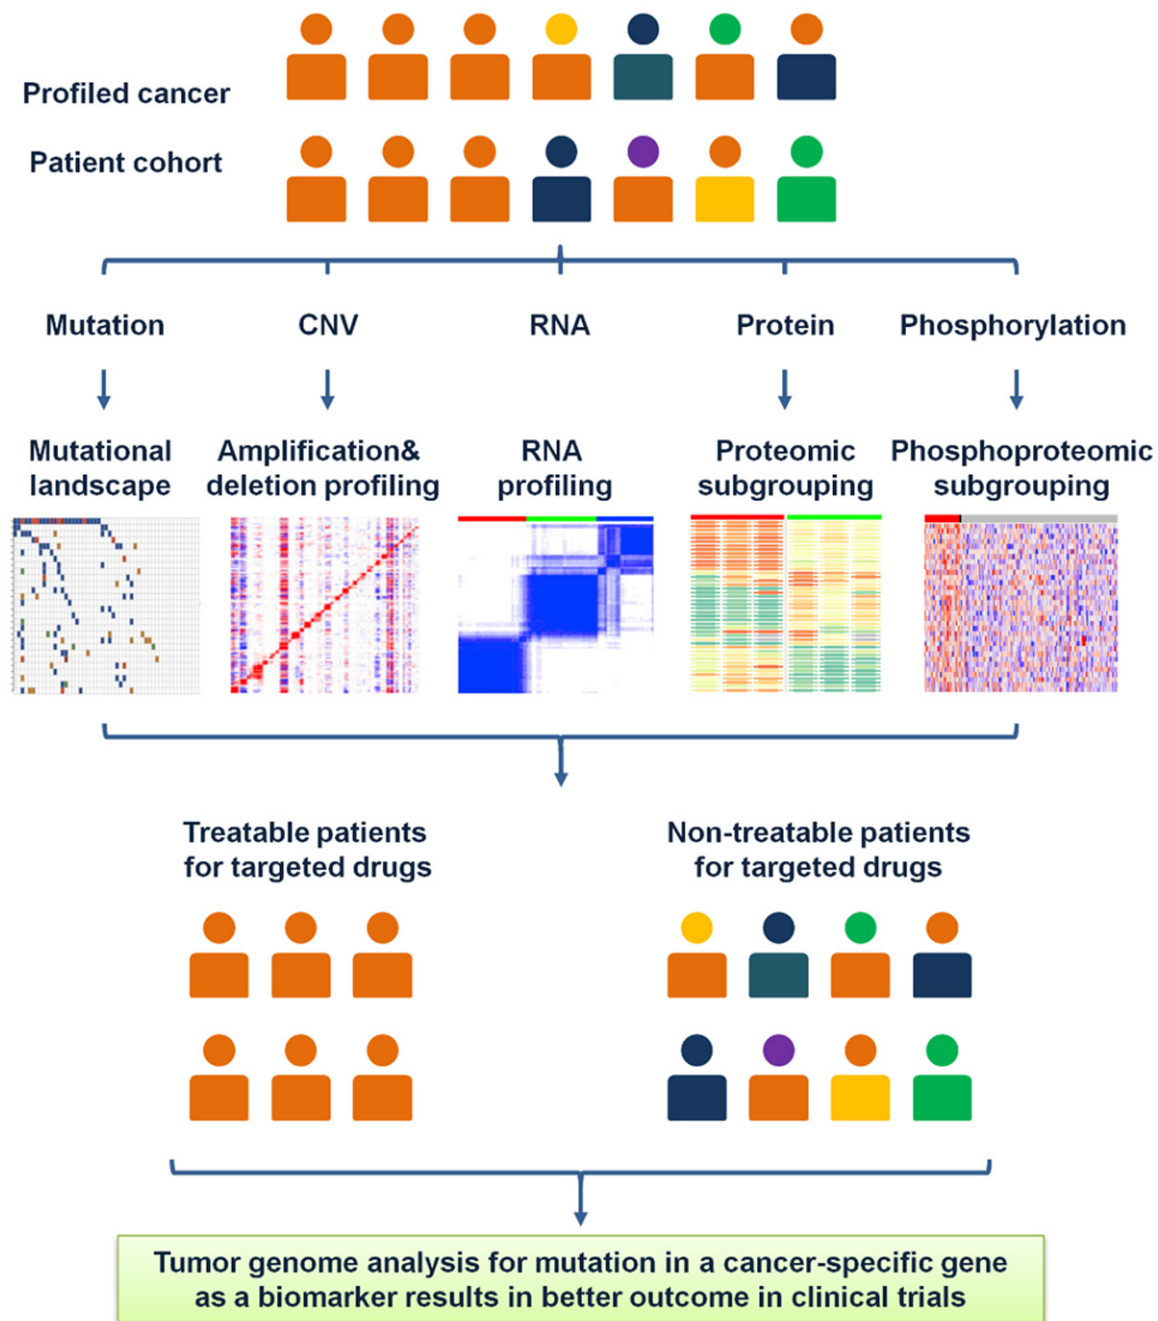 Profiled cancer
Patient cohort
Mutation
CNV
RNA
Protein
Phosphorylation
Mutational
landscape
Amplification&
deletion profiling
RNA
profiling
Proteomic
subgrouping
Phosphoproteomic
subgrouping
Treatable patients
for targeted drugs
Non-treatable patients
for targeted drugs
Tumor genome analysis for mutation in a cancer-specific gene
as a biomarker results in better outcome in clinical trials